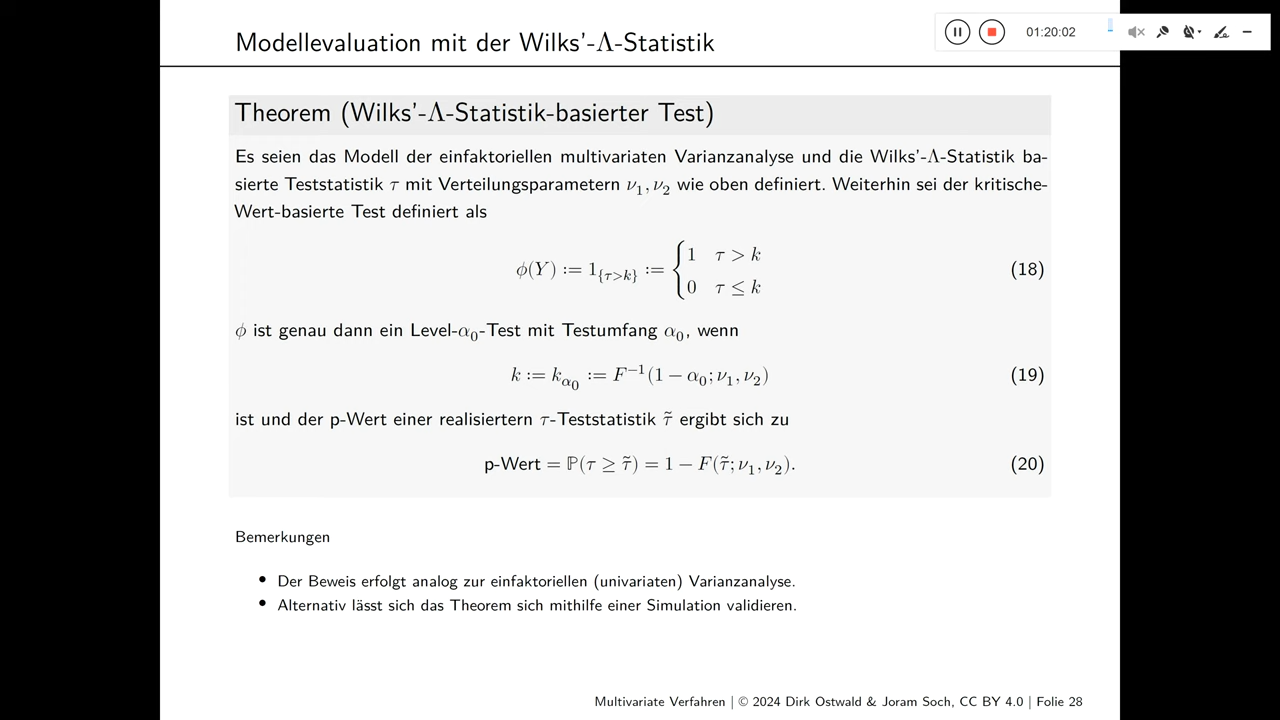 Modellevaluation mit der Wilks'-Λ-Statistik
01:20:02
Theorem (Wilks'-Λ-Statistik-basierter Test)
Es seien das Modell der einfaktoriellen multivariaten Varianzanalyse und die Wilks'-Λ-Statistik ba-
sierte Teststatistik τ mit Verteilungsparametern ν₁, ν₂ wie oben definiert. Weiterhin sei der kritische-
Wert-basierte Test definiert als
ϕ(Y) := 1_{τ>k} := { 1 τ > k
0 τ ≤ k (18)
ϕ ist genau dann ein Level-α₀-Test mit Testumfang α₀, wenn
k := k_{α₀} := F⁻¹(1 − α₀; ν₁, ν₂) (19)
ist und der p-Wert einer realisiertern τ-Teststatistik τ̃ ergibt sich zu
p-Wert = ℙ(τ ≥ τ̃) = 1 − F(τ̃; ν₁, ν₂). (20)
Bemerkungen
• Der Beweis erfolgt analog zur einfaktoriellen (univariaten) Varianzanalyse.
• Alternativ lässt sich das Theorem sich mithilfe einer Simulation validieren.
Multivariate Verfahren | © 2024 Dirk Ostwald & Joram Soch, CC BY 4.0 | Folie 28